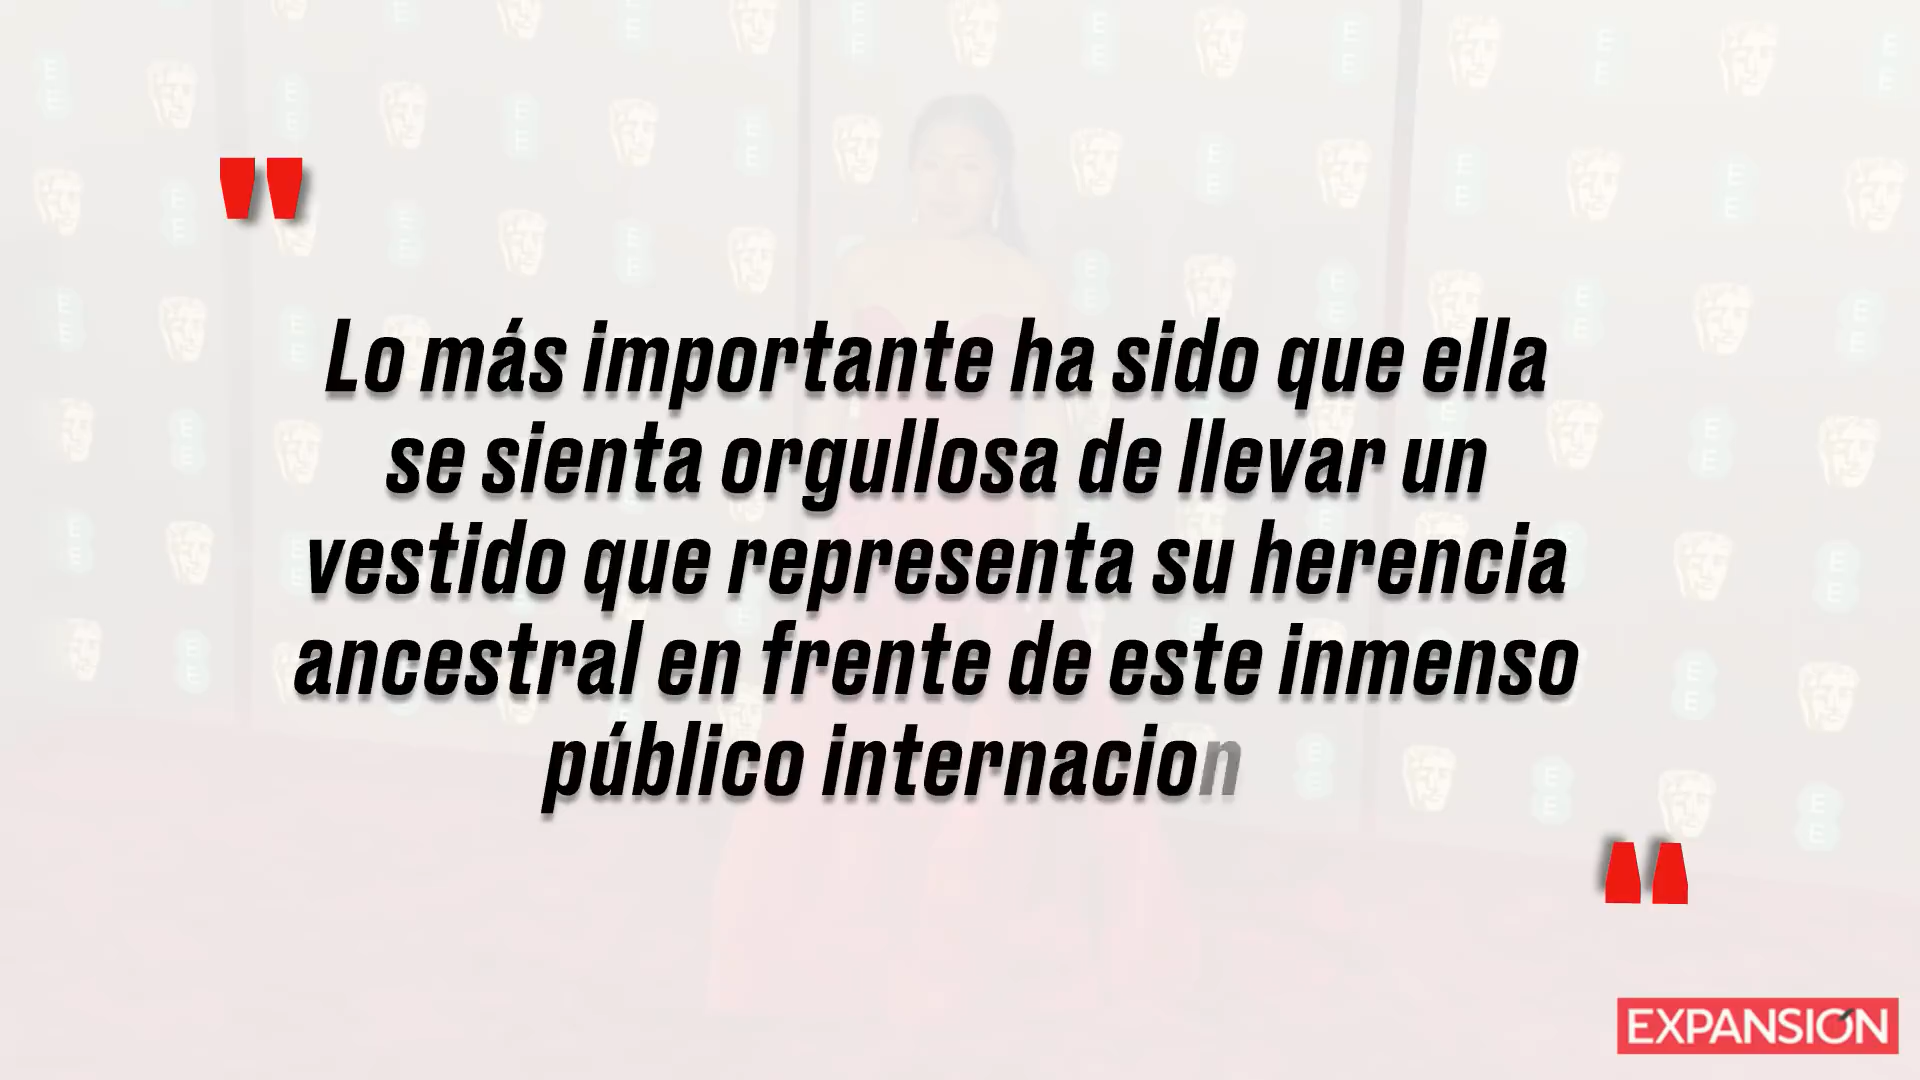 "
Lo más importante ha sido que ella
se sienta orgullosa de llevar un
vestido que representa su herencia
ancestral en frente de este inmenso
público internacion
"
EXPANSIÓN